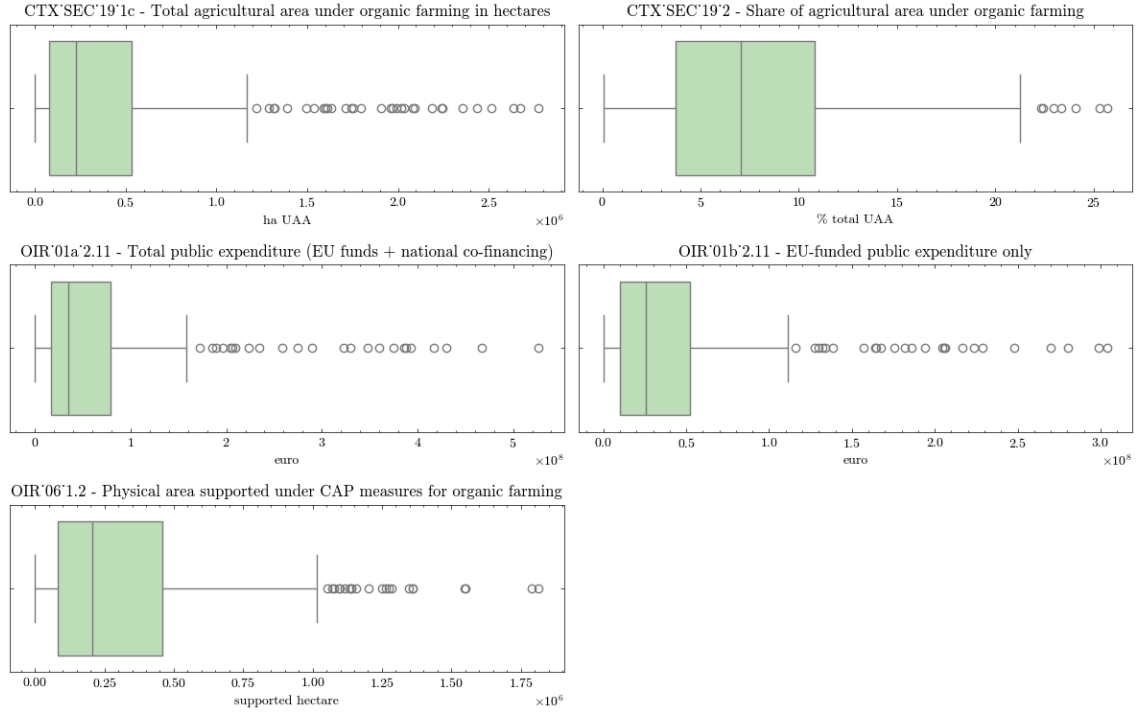 CTX˙SEC˙19˙1c - Total agricultural area under organic farming in hectares
0.0 0.5 1.0 1.5 2.0 2.5
×10⁶
ha UAA
CTX˙SEC˙19˙2 - Share of agricultural area under organic farming
0 5 10 15 20 25
% total UAA
OIR˙01a˙2.11 - Total public expenditure (EU funds + national co-financing)
0 1 2 3 4 5
×10⁸
euro
OIR˙01b˙2.11 - EU-funded public expenditure only
0.0 0.5 1.0 1.5 2.0 2.5 3.0
×10⁸
euro
OIR˙06˙1.2 - Physical area supported under CAP measures for organic farming
0.00 0.25 0.50 0.75 1.00 1.25 1.50 1.75
×10⁶
supported hectare